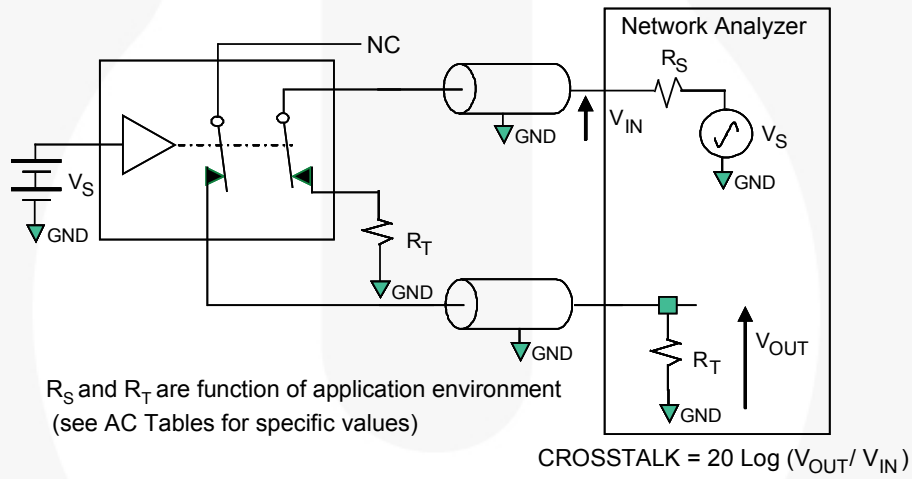 Network Analyzer
NC
R_S
V_IN
V_S
GND
GND
V_S
GND
R_T
GND
GND
R_T
V_OUT
GND
R_S and R_T are function of application environment
(see AC Tables for specific values)
CROSSTALK = 20 Log (V_OUT/ V_IN)